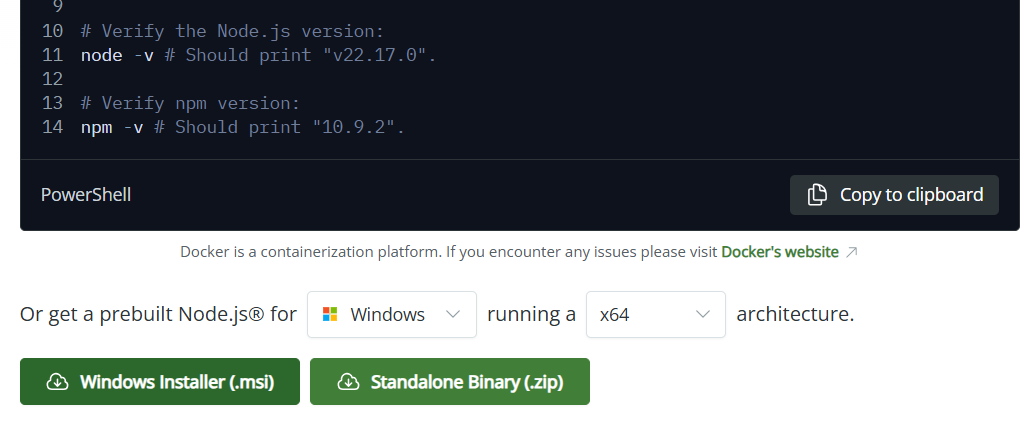 9
10 # Verify the Node.js version:
11 node -v # Should print "v22.17.0".
12
13 # Verify npm version:
14 npm -v # Should print "10.9.2".
PowerShell Copy to clipboard
Docker is a containerization platform. If you encounter any issues please visit Docker's website
Or get a prebuilt Node.js® for Windows running a x64 architecture.
Windows Installer (.msi) Standalone Binary (.zip)